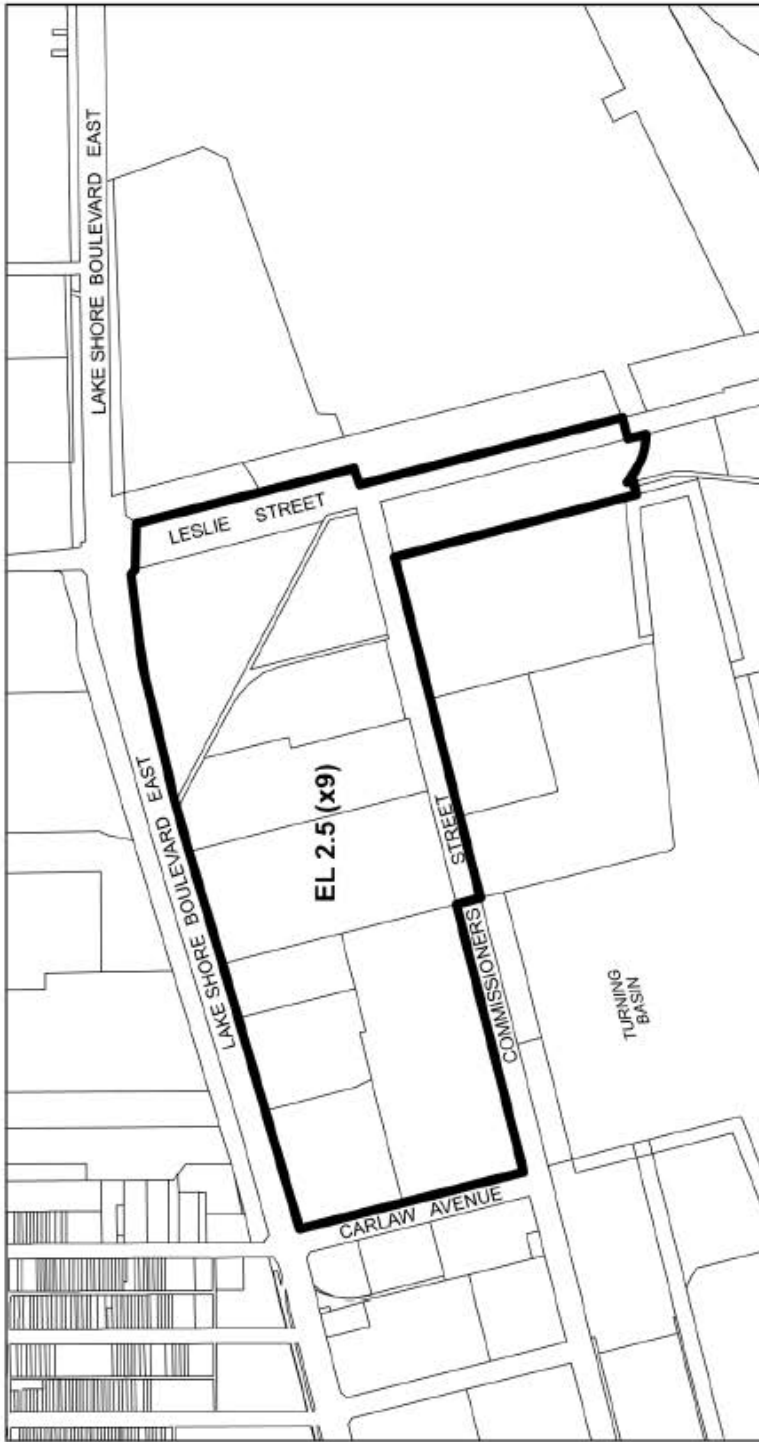 LAKE SHORE BOULEVARD EAST
LESLIE STREET
LAKE SHORE BOULEVARD EAST
EL 2.5 (x9)
COMMISSIONERS STREET
TURNING
BASIN
CARLAW AVENUE